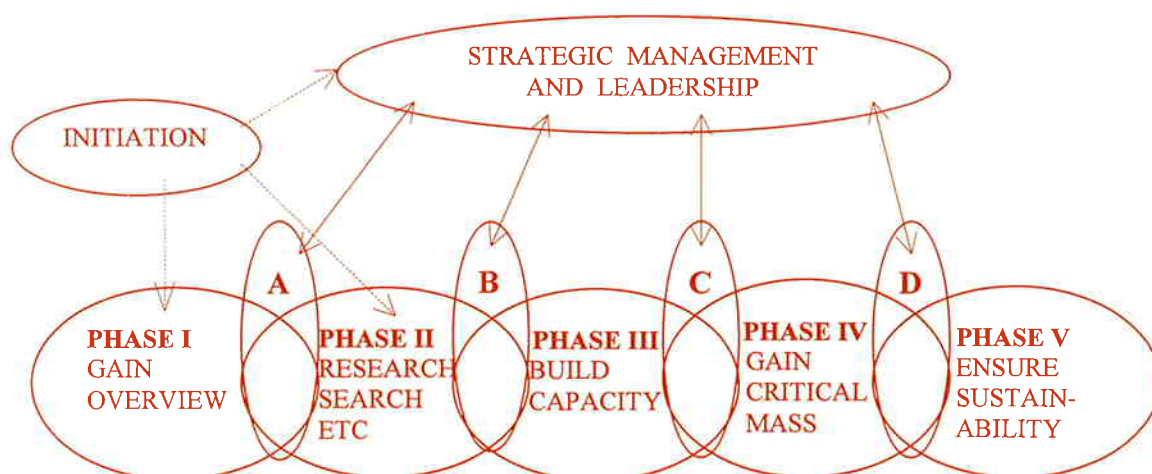 STRATEGIC MANAGEMENT
AND LEADERSHIP
INITIATION
A
B
C
D
PHASE I
GAIN
OVERVIEW
PHASE II
RESEARCH
SEARCH
ETC
PHASE III
BUILD
CAPACITY
PHASE IV
GAIN
CRITICAL
MASS
PHASE V
ENSURE
SUSTAIN-
ABILITY